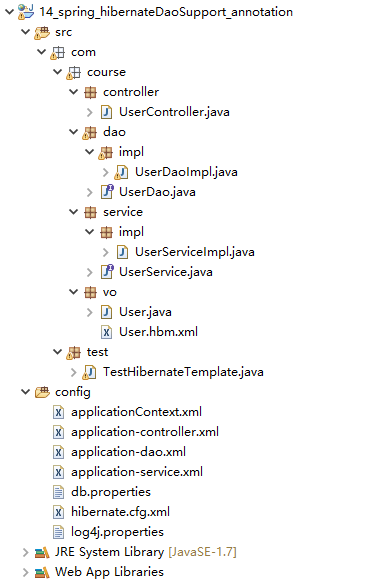 14_spring_hibernateDaoSupport_annotation
src
com
course
controller
UserController.java
dao
impl
UserDaoImpl.java
UserDao.java
service
impl
UserServiceImpl.java
UserService.java
vo
User.java
User.hbm.xml
test
TestHibernateTemplate.java
config
applicationContext.xml
application-controller.xml
application-dao.xml
application-service.xml
db.properties
hibernate.cfg.xml
log4j.properties
JRE System Library [JavaSE-1.7]
Web App Libraries